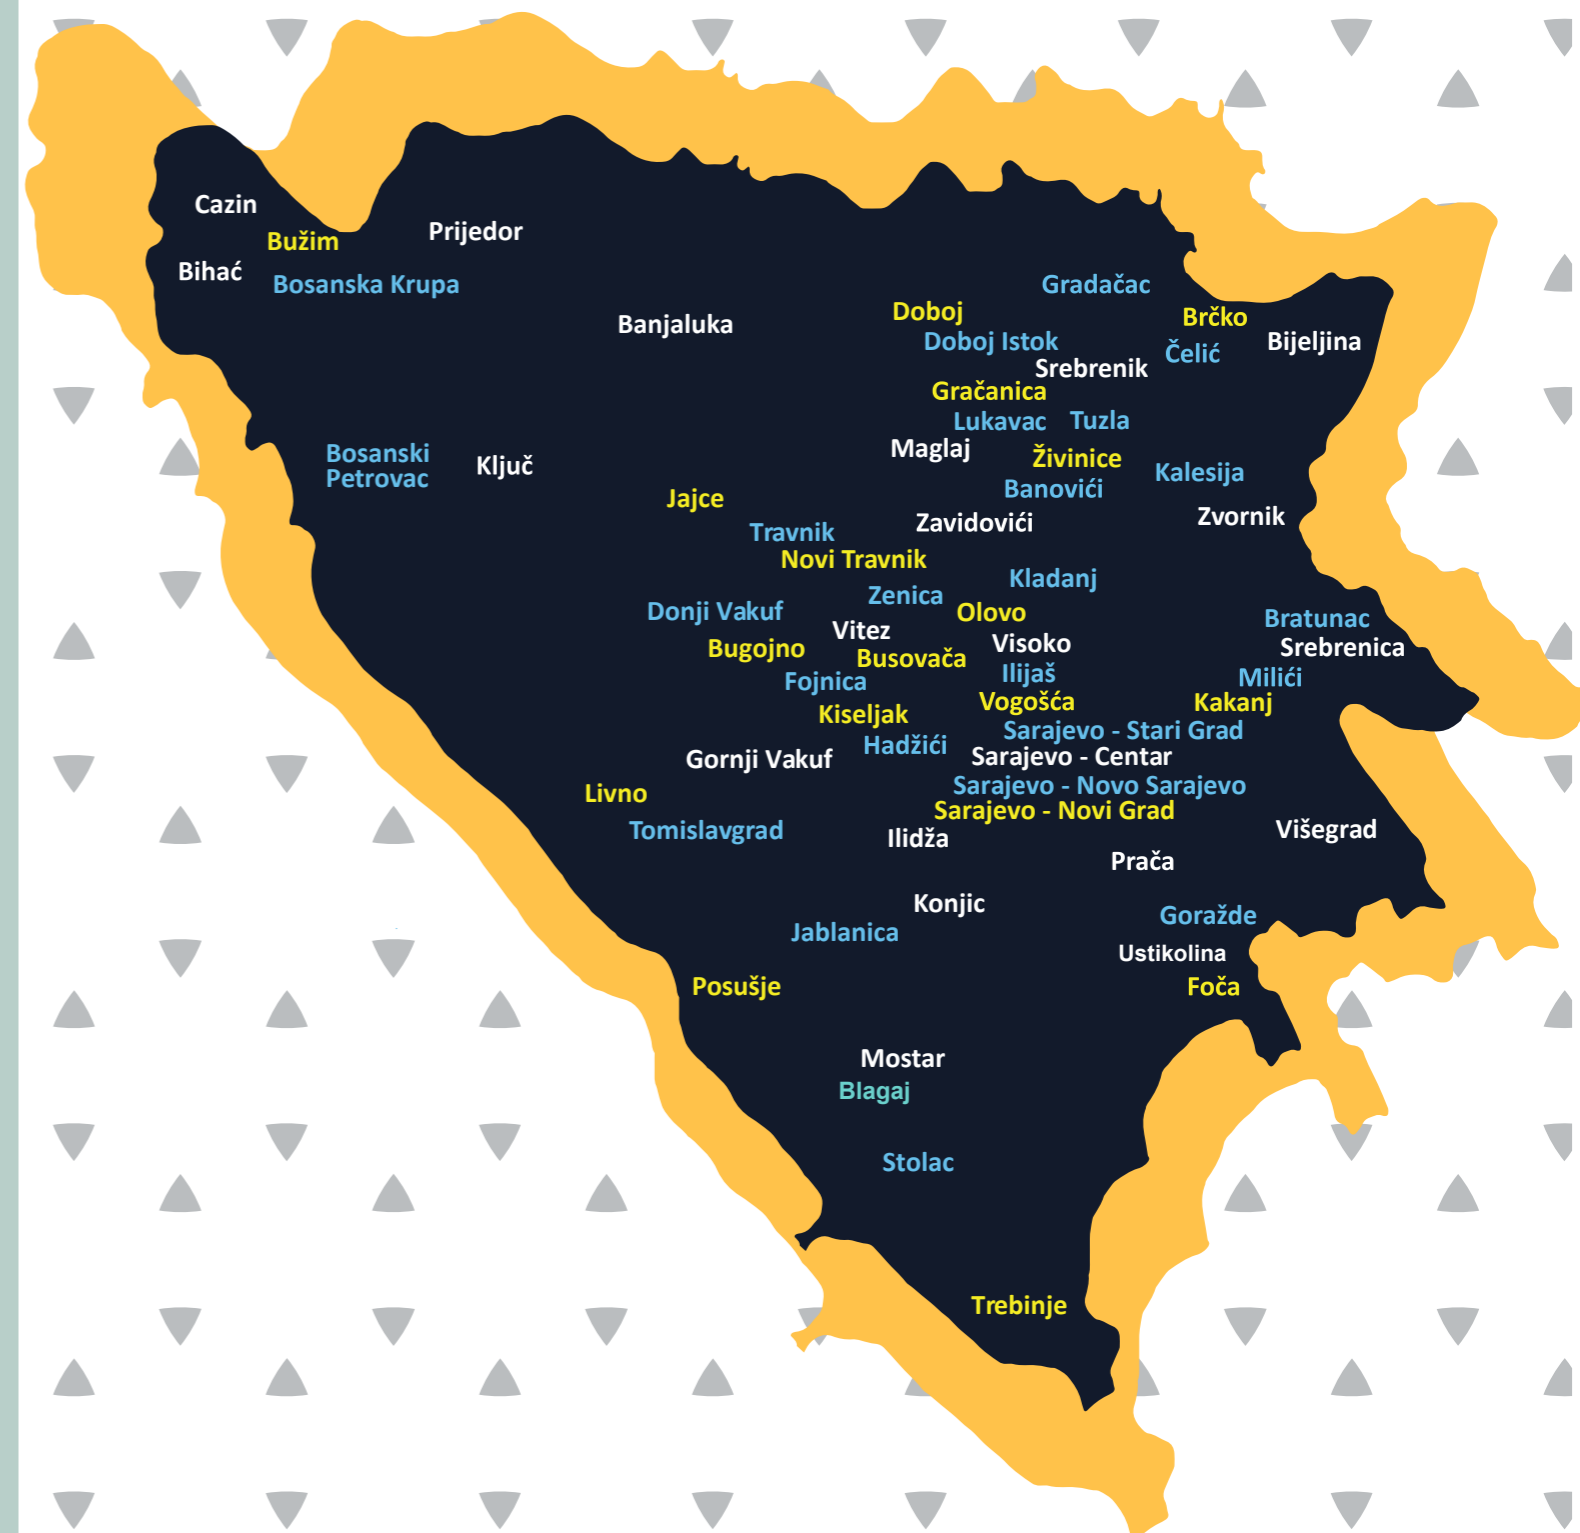 Cazin
Prijedor
Bužim
Bihać
Bosanska Krupa
Gradačac
Doboj
Brčko
Banjaluka
Doboj Istok
Bijeljina
Čelić
Srebrenik
Gračanica
Lukavac
Tuzla
Maglaj
Bosanski
Petrovac
Ključ
Živinice
Kalesija
Banovići
Jajce
Zvornik
Zavidovići
Travnik
Novi Travnik
Kladanj
Zenica
Donji Vakuf
Olovo
Bratunac
Vitez
Visoko
Bugojno
Srebrenica
Busovača
Ilijaš
Fojnica
Milići
Vogošća
Kakanj
Kiseljak
Sarajevo - Stari Grad
Hadžići
Gornji Vakuf
Sarajevo - Centar
Sarajevo - Novo Sarajevo
Livno
Sarajevo - Novi Grad
Tomislavgrad
Višegrad
Ilidža
Prača
Konjic
Goražde
Jablanica
Ustikolina
Posušje
Foča
Mostar
Blagaj
Stolac
Trebinje